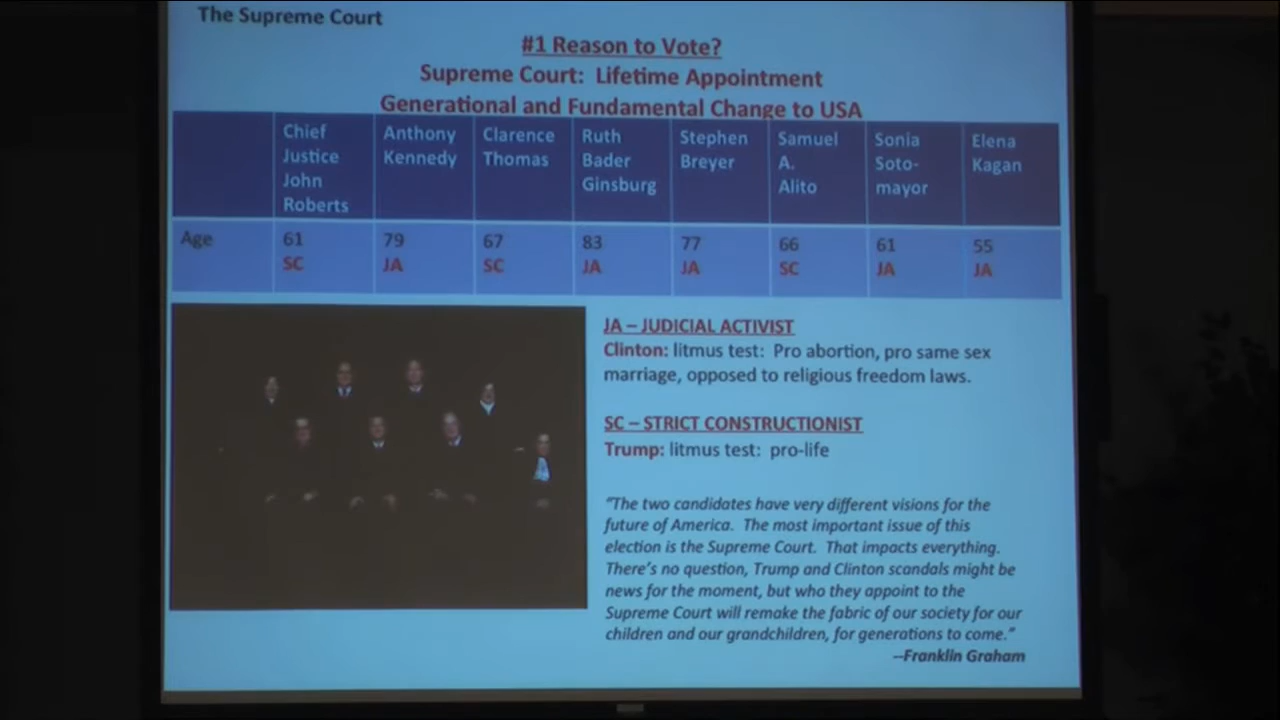 The Supreme Court
#1 Reason to Vote?
Supreme Court: Lifetime Appointment
Generational and Fundamental Change to USA
Chief Justice John Roberts
Anthony Kennedy
Clarence Thomas
Ruth Bader Ginsburg
Stephen Breyer
Samuel A. Alito
Sonia Soto-mayor
Elena Kagan
Age 61 79 67 83 77 66 61 55
SC JA SC JA JA SC JA JA
JA – JUDICIAL ACTIVIST
Clinton: litmus test: Pro abortion, pro same sex
marriage, opposed to religious freedom laws.
SC – STRICT CONSTRUCTIONIST
Trump: litmus test: pro-life
"The two candidates have very different visions for the
future of America. The most important issue of this
election is the Supreme Court. That impacts everything.
There's no question, Trump and Clinton scandals might be
news for the moment, but who they appoint to the
Supreme Court will remake the fabric of our society for our
children and our grandchildren, for generations to come."
--Franklin Graham